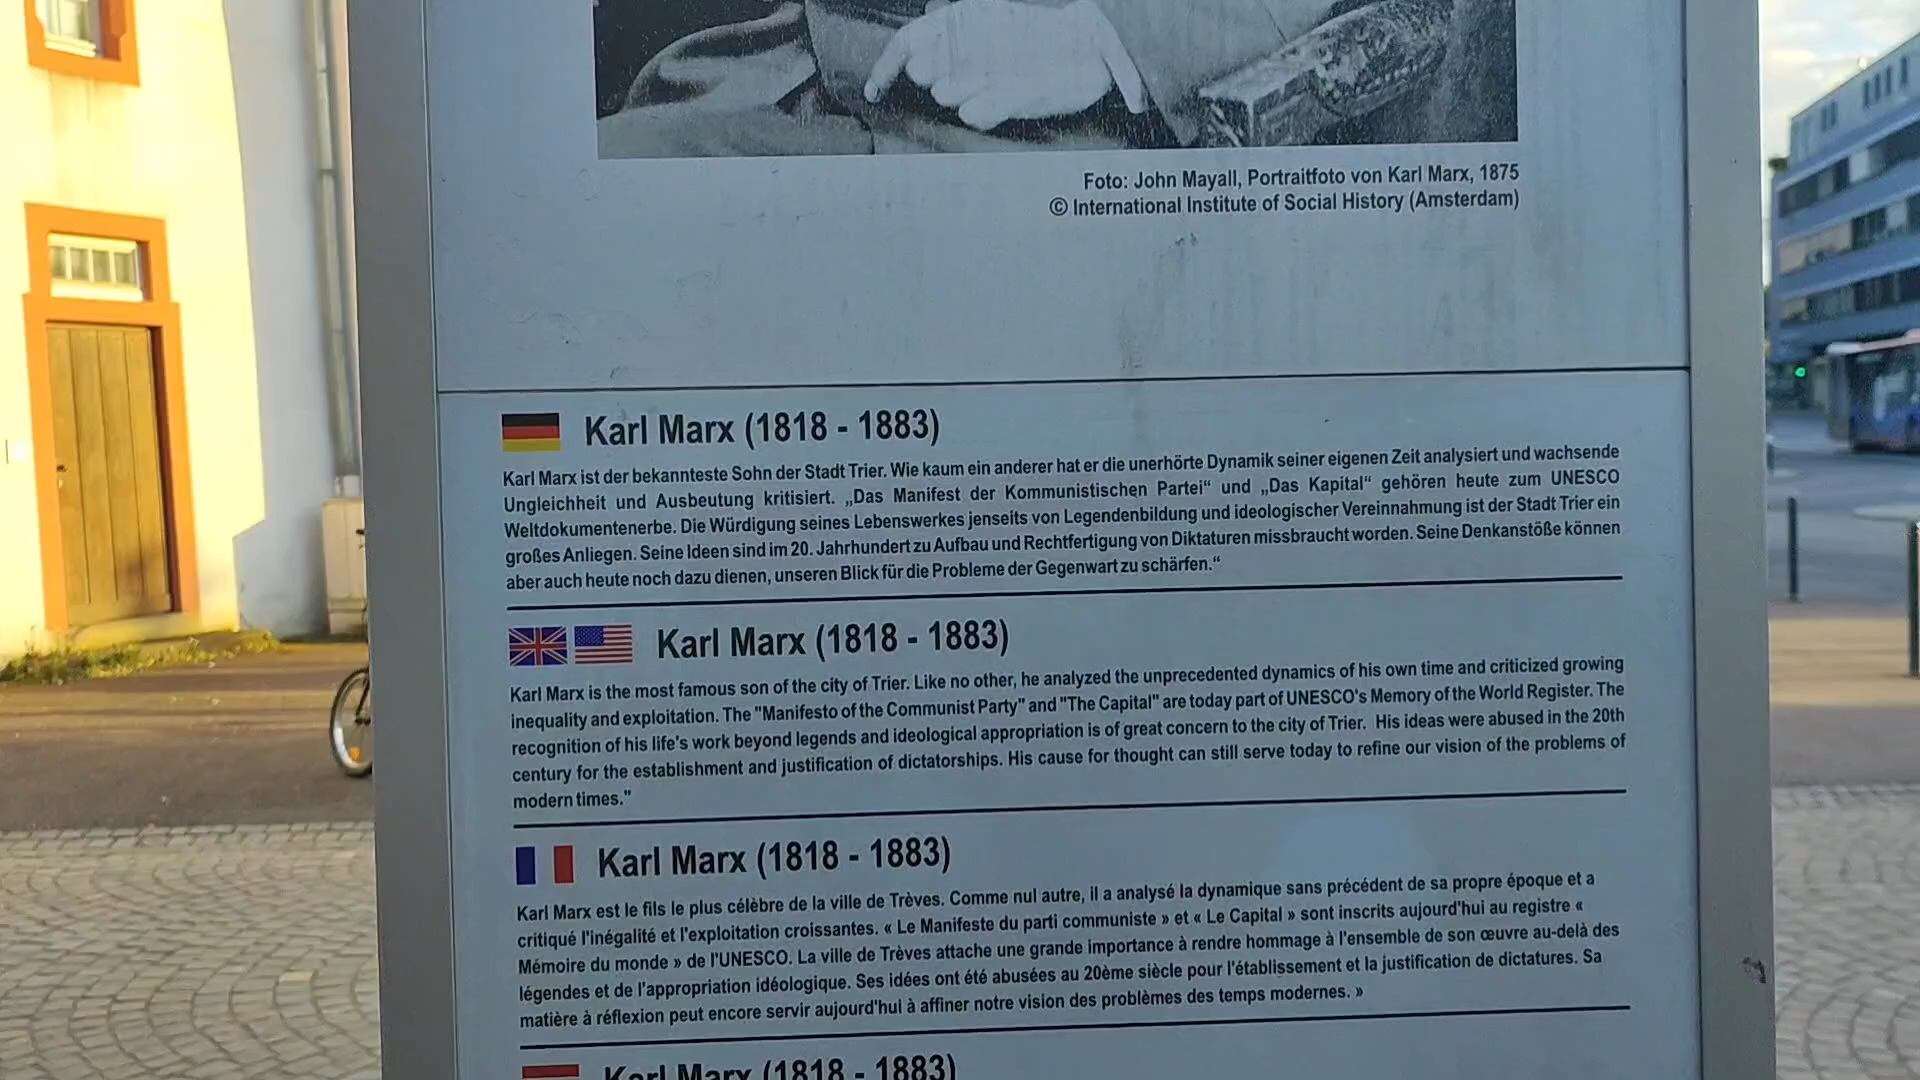 Foto: John Mayall, Portraitfoto von Karl Marx, 1875
© International Institute of Social History (Amsterdam)
Karl Marx (1818 - 1883)
Karl Marx ist der bekannteste Sohn der Stadt Trier. Wie kaum ein anderer hat er die unerhörte Dynamik seiner eigenen Zeit analysiert und wachsende
Ungleichheit und Ausbeutung kritisiert. „Das Manifest der Kommunistischen Partei“ und „Das Kapital“ gehören heute zum UNESCO
Weltdokumentenerbe. Die Würdigung seines Lebenswerkes jenseits von Legendenbildung und ideologischer Vereinnahmung ist der Stadt Trier ein
großes Anliegen. Seine Ideen sind im 20. Jahrhundert zu Aufbau und Rechtfertigung von Diktaturen missbraucht worden. Seine Denkanstöße können
aber auch heute noch dazu dienen, unseren Blick für die Probleme der Gegenwart zu schärfen.“
Karl Marx (1818 - 1883)
Karl Marx is the most famous son of the city of Trier. Like no other, he analyzed the unprecedented dynamics of his own time and criticized growing
inequality and exploitation. The "Manifesto of the Communist Party" and "The Capital" are today part of UNESCO's Memory of the World Register. The
recognition of his life's work beyond legends and ideological appropriation is of great concern to the city of Trier. His ideas were abused in the 20th
century for the establishment and justification of dictatorships. His cause for thought can still serve today to refine our vision of the problems of
modern times."
Karl Marx (1818 - 1883)
Karl Marx est le fils le plus célèbre de la ville de Trèves. Comme nul autre, il a analysé la dynamique sans précédent de sa propre époque et a
critiqué l'inégalité et l'exploitation croissantes. « Le Manifeste du parti communiste » et « Le Capital » sont inscrits aujourd'hui au registre «
Mémoire du monde » de l'UNESCO. La ville de Trèves attache une grande importance à rendre hommage à l'ensemble de son œuvre au-delà des
légendes et de l'appropriation idéologique. Ses idées ont été abusées au 20ème siècle pour l'établissement et la justification de dictatures. Sa
matière à réflexion peut encore servir aujourd'hui à affiner notre vision des problèmes des temps modernes. »
Karl Marx (1818 - 1883)